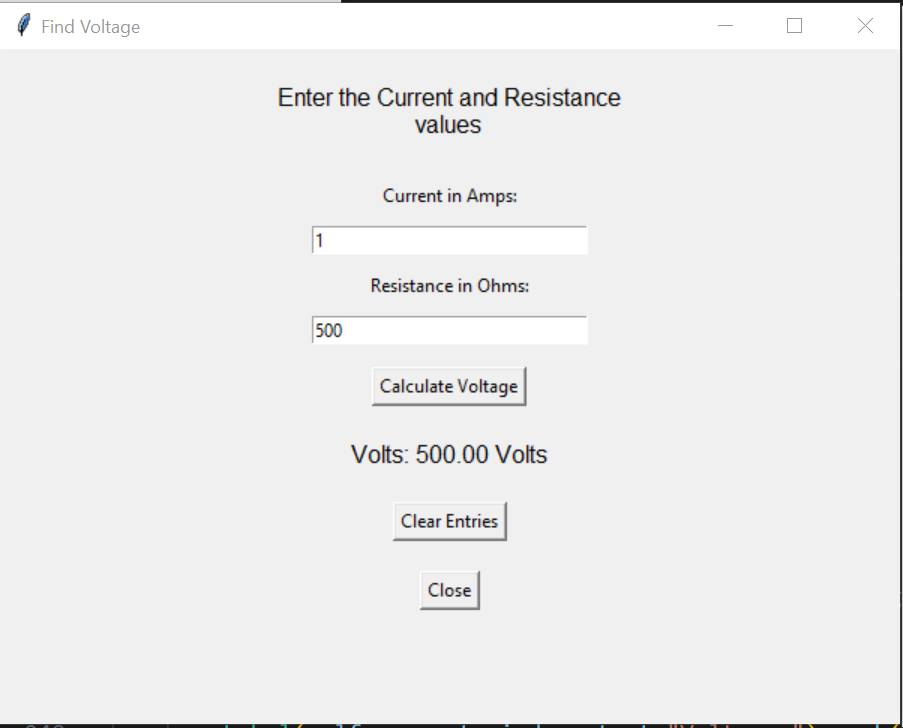 Find Voltage
Enter the Current and Resistance
values
Current in Amps:
1
Resistance in Ohms:
500
Calculate Voltage
Volts: 500.00 Volts
Clear Entries
Close